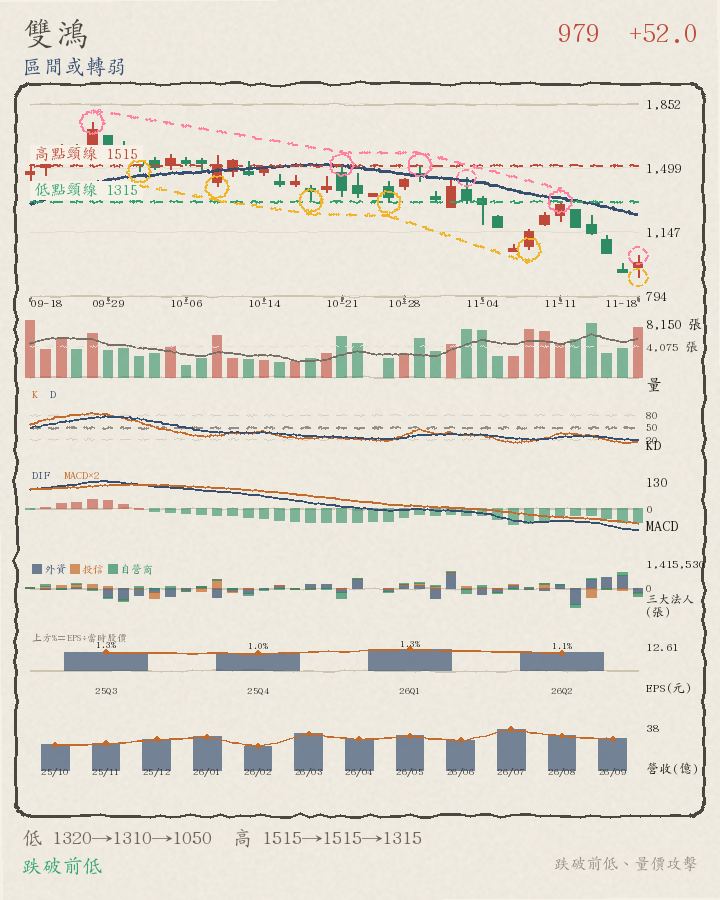 雙鴻
979 +52.0
區間或轉弱
1,852
高點頸線 1515
1,499
低點頸線 1315
1,147
794
09-18 09-29 10-06 10-14 10-21 10-28 11-04 11-11 11-18
8,150 張
4,075 張
量
K D
80
50
20
KD
DIF MACD×2
130
0
MACD
外資 投信 自營商
1,415,530
0
三大法人
(張)
上方%=EPS÷當時股價
1.3% 1.0% 1.3% 1.1%
12.61
25Q3 25Q4 26Q1 26Q2
EPS(元)
38
25/10 25/11 25/12 26/01 26/02 26/03 26/04 26/05 26/06 26/07 26/08 26/09
營收(億)
低 1320→1310→1050 高 1515→1515→1315
跌破前低
跌破前低、量價攻擊